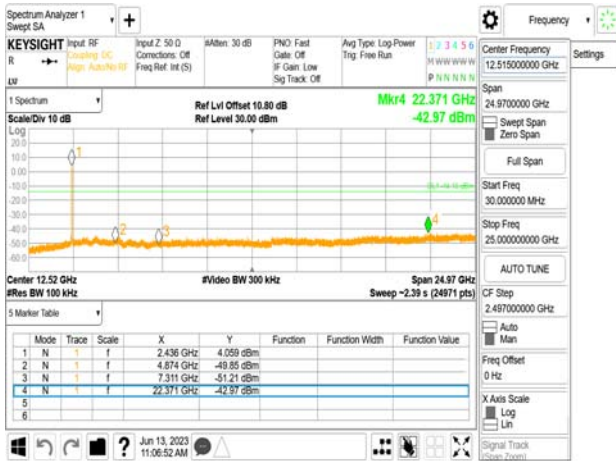 Spectrum Analyzer 1
Swept SA
Frequency
Settings
KEYSIGHT
R
LXI
Input: RF
Coupling: DC
Align: Auto/No RF
Input Z: 50 Ω
Corrections: Off
Freq Ref: Int (S)
#Atten: 30 dB
PNO: Fast
Gate: Off
IF Gain: Low
Sig Track: Off
Avg Type: Log-Power
Trig: Free Run
1 2 3 4 5 6
M W W W W W
P N N N N N
1 Spectrum
Scale/Div 10 dB
Ref Lvl Offset 10.80 dB
Ref Level 30.00 dBm
Mkr4 22.371 GHz
-42.97 dBm
Log
20.0
10.0
0.00
-10.0
-20.0
-30.0
-40.0
-50.0
-60.0
1
2
3
4
Center 12.52 GHz
#Res BW 100 kHz
#Video BW 300 kHz
Span 24.97 GHz
Sweep ~2.39 s (24971 pts)
5 Marker Table
Mode Trace Scale X Y Function Function Width Function Value
1 N 1 f 2.436 GHz 4.059 dBm
2 N 1 f 4.874 GHz -49.85 dBm
3 N 1 f 7.311 GHz -51.21 dBm
4 N 1 f 22.371 GHz -42.97 dBm
5
6
Jun 13, 2023
11:06:52 AM
Center Frequency
12.515000000 GHz
Span
24.9700000 GHz
Swept Span
Zero Span
Full Span
Start Freq
30.000000 MHz
Stop Freq
25.000000000 GHz
AUTO TUNE
CF Step
2.497000000 GHz
Auto
Man
Freq Offset
0 Hz
X Axis Scale
Log
Lin
Signal Track
(Span Zoom)